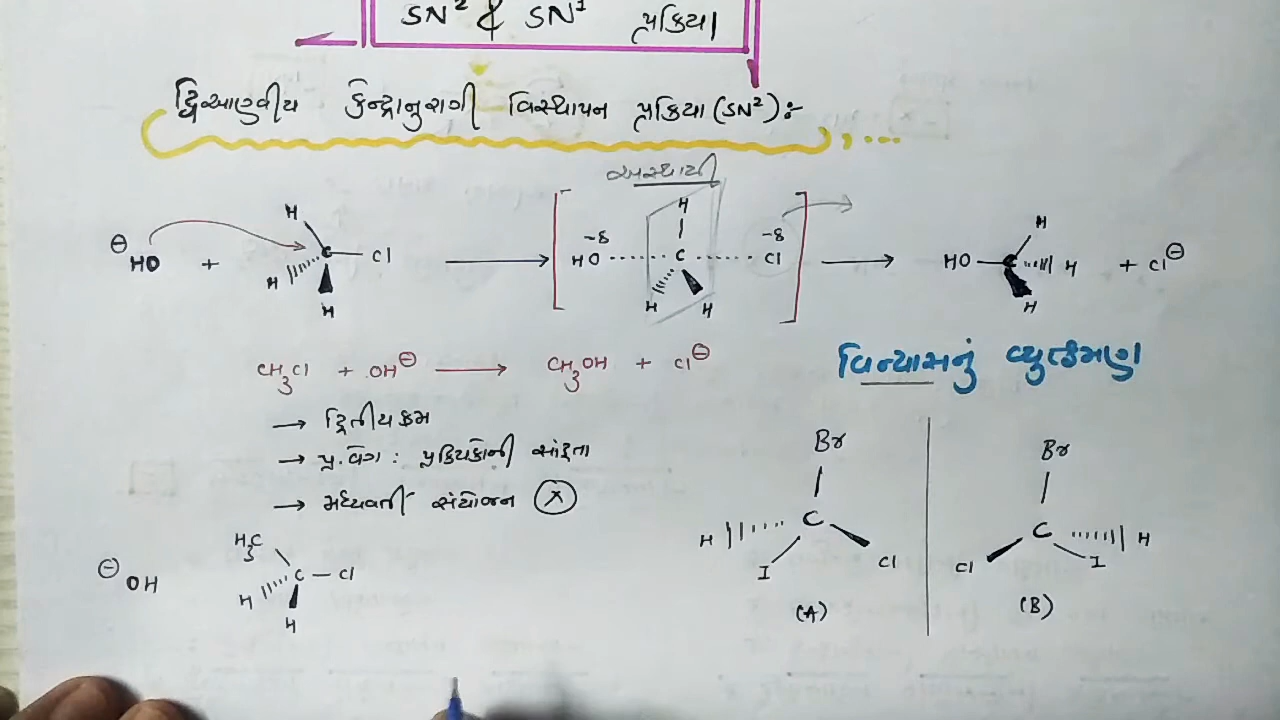 SN² & SN¹ પ્રક્રિયા
દ્વિઆણ્વીય કેન્દ્રાનુરાગી વિસ્થાપન પ્રક્રિયા (SN²):-
અસ્થાયી
⊖HO + H H H C Cl ⟶ [ -δ HO ...... C H H H ...... -δ Cl ] ⟶ HO C H H H + Cl⊖
CH₃Cl + OH⊖ ⟶ CH₃OH + Cl⊖
વિન્યાસનું વ્યુત્ક્રમણ
→ દ્વિતીય ક્રમ
→ પ્ર. વેગ : પ્રક્રિયકોની સાંદ્રતા
→ મધ્યવર્તી સંયોજન ⓧ
⊖OH H₃C H H C - Cl
Br H C I Cl
(A)
Br Cl C I H
(B)